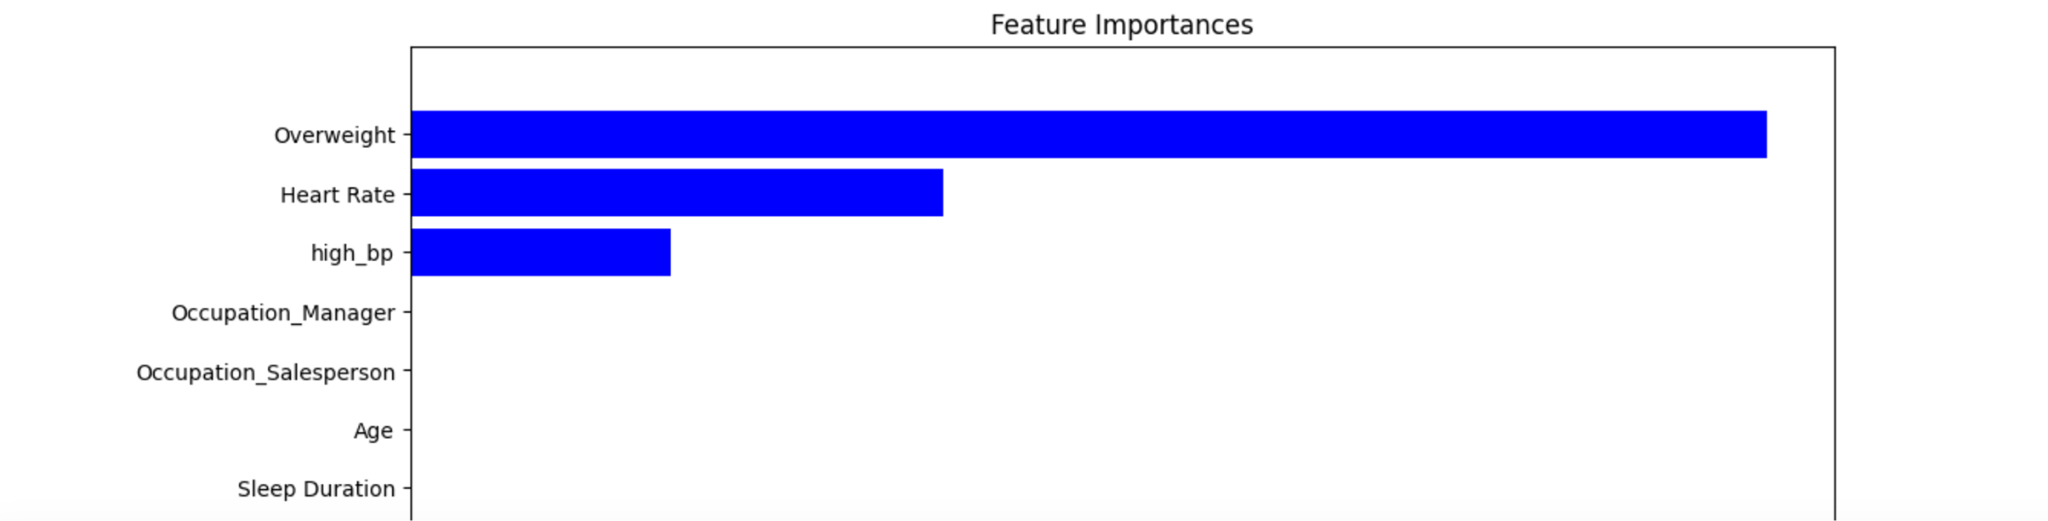 Feature Importances
Overweight
Heart Rate
high_bp
Occupation_Manager
Occupation_Salesperson
Age
Sleep Duration